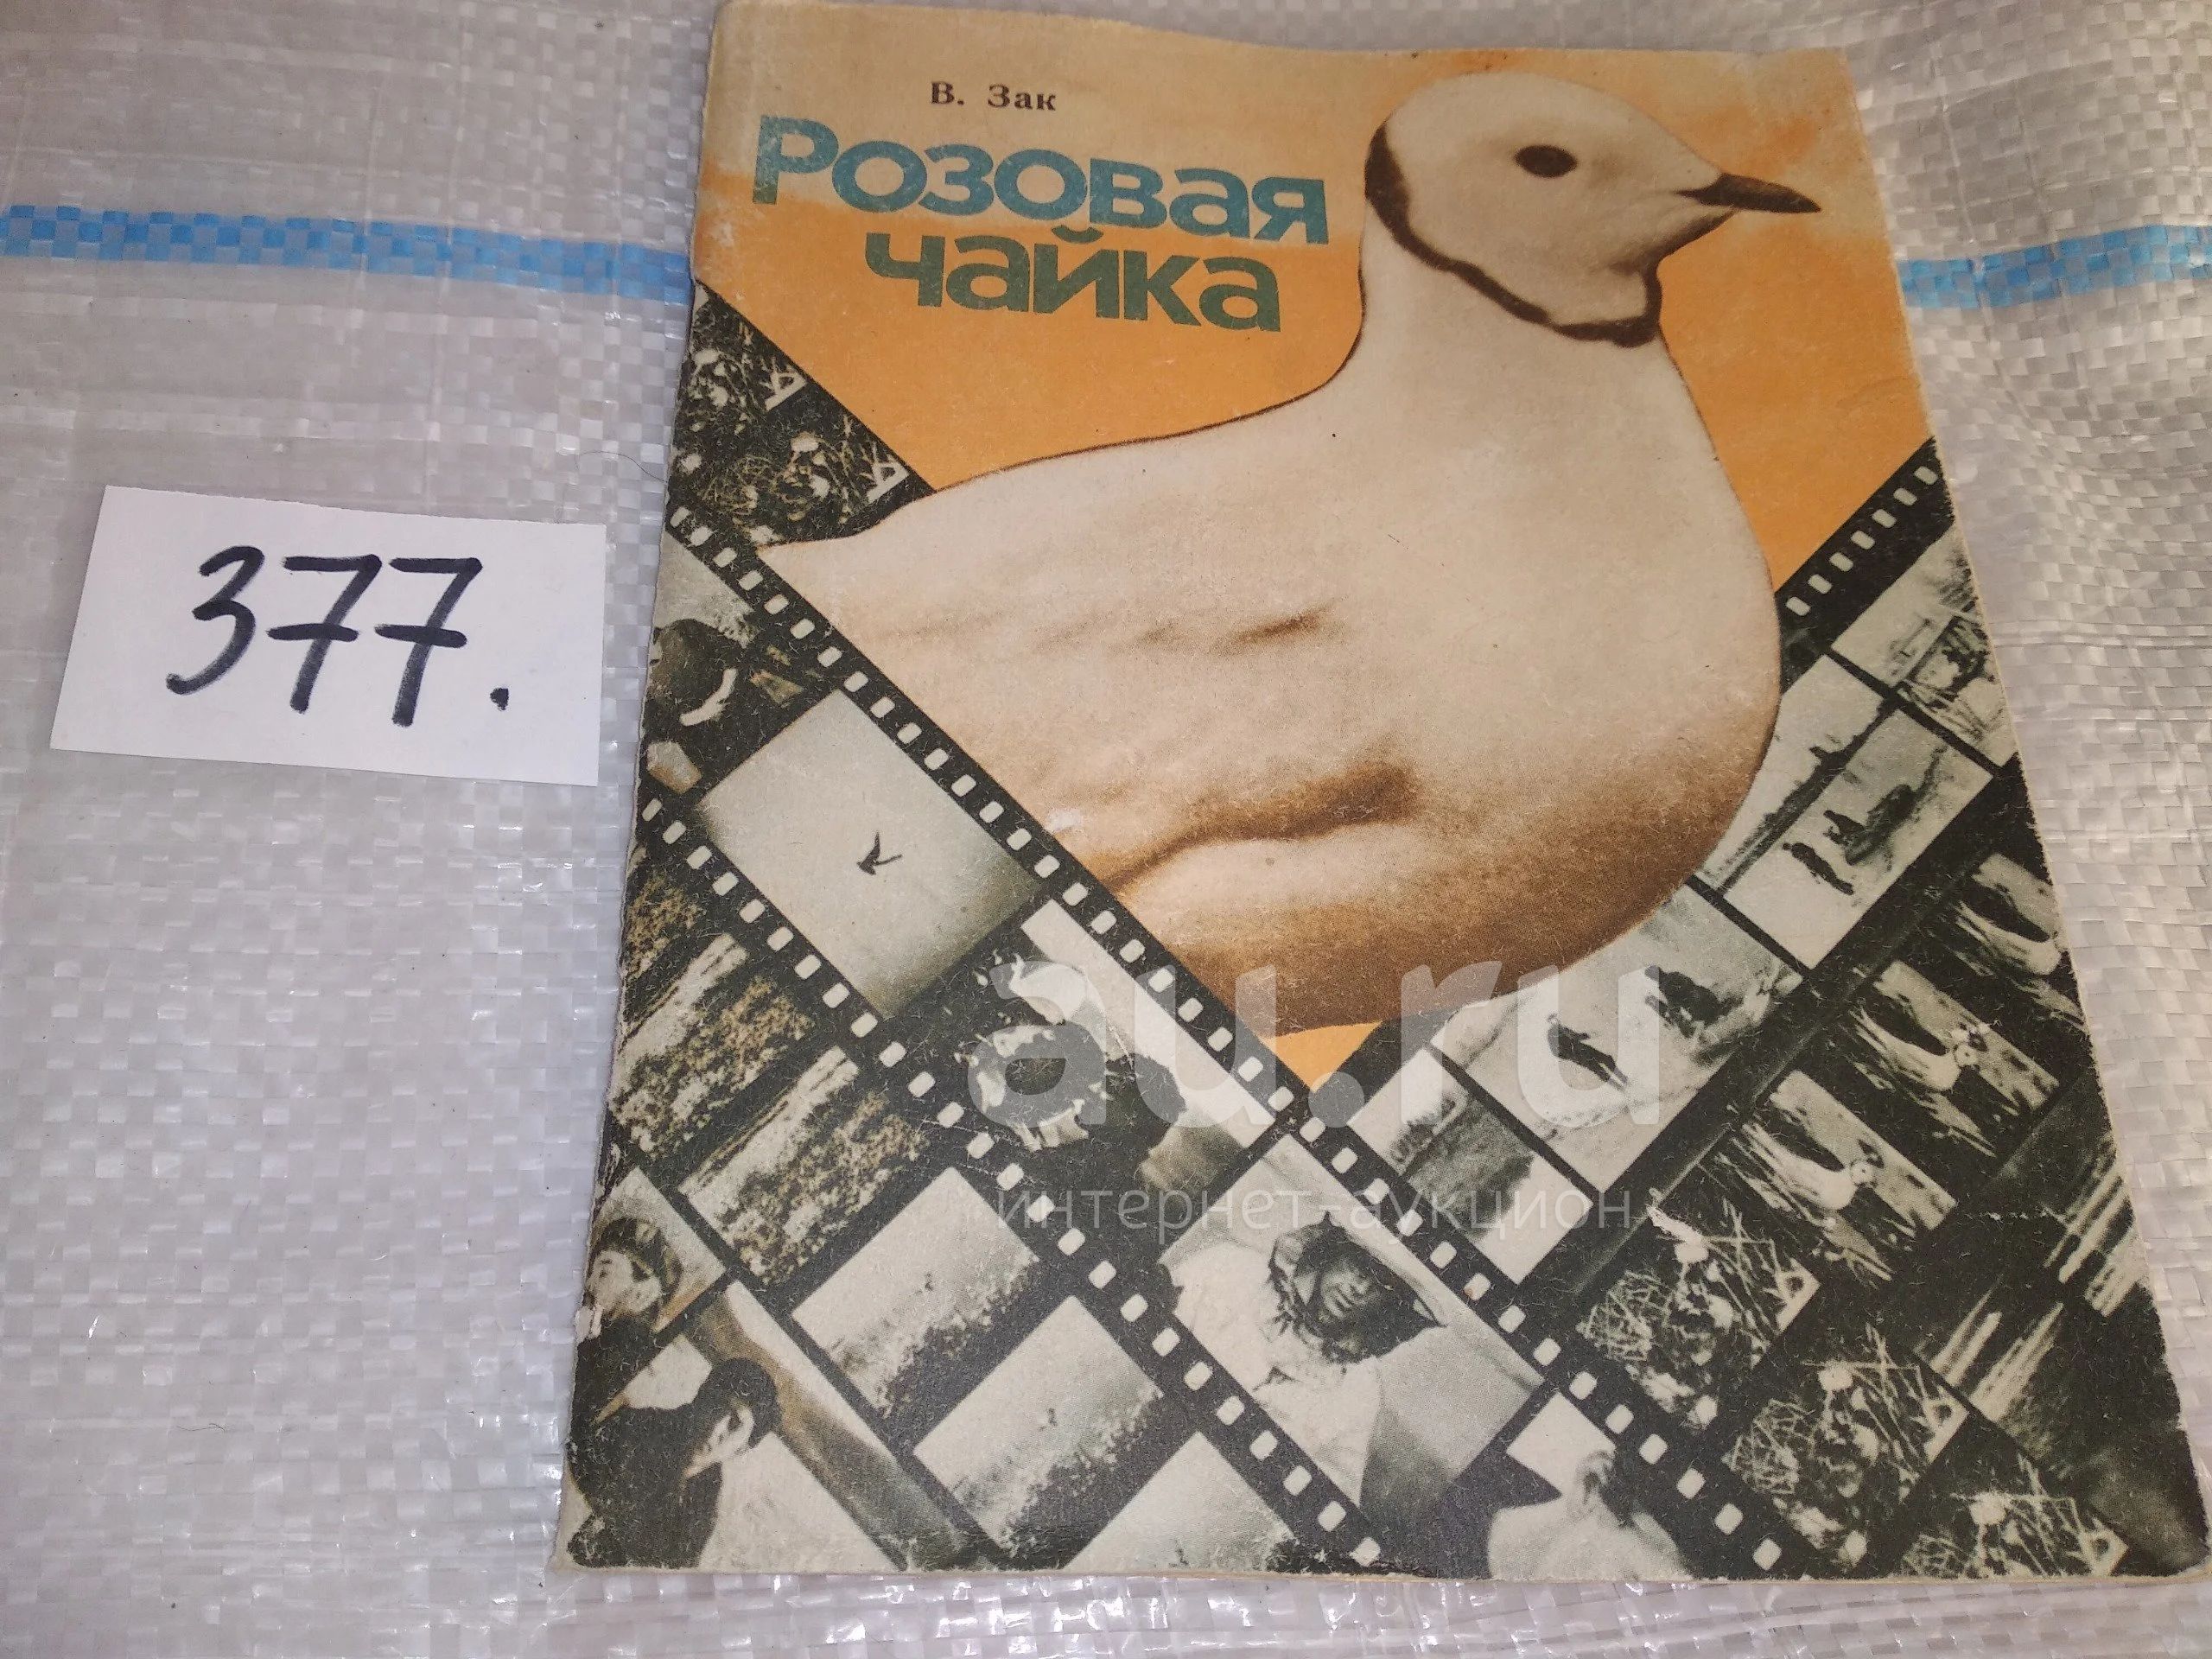 В. Зак
Розовая
чайка
377.
au.ru
интернет-аукцион